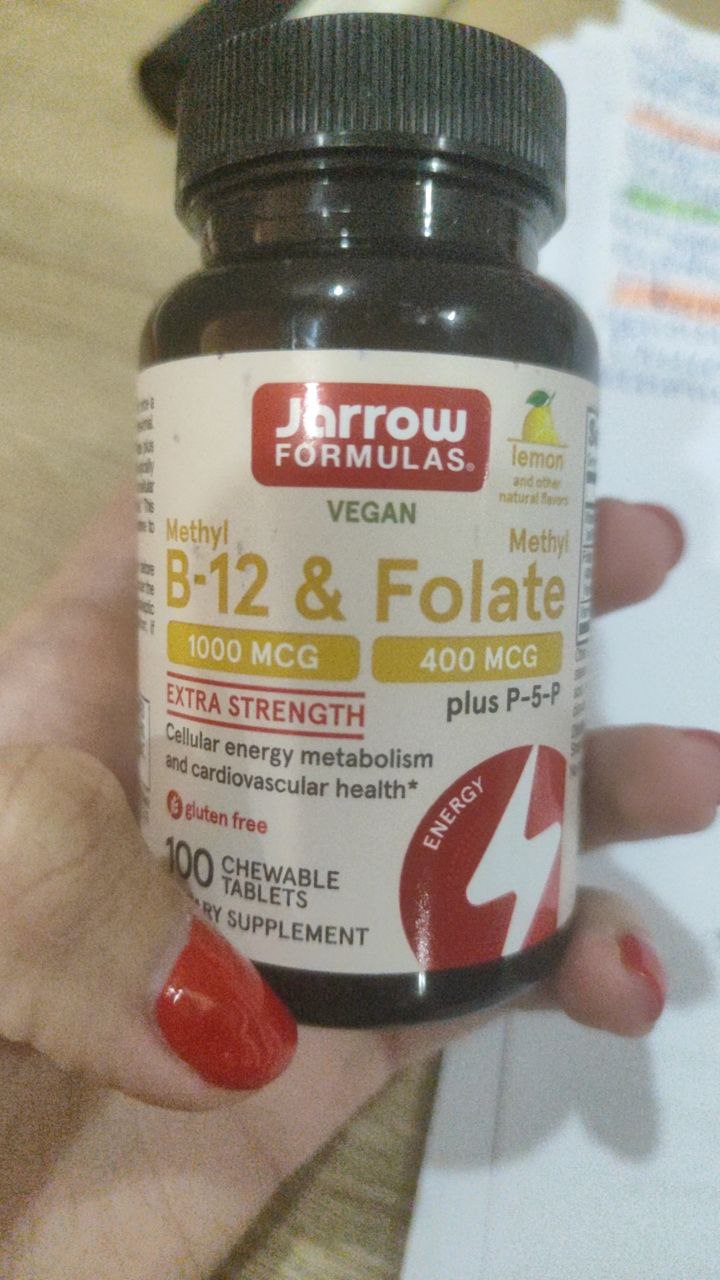 Jarrow
FORMULAS®
lemon
and other
natural flavors
VEGAN
Methyl
Methyl
B-12 & Folate
1000 MCG
400 MCG
EXTRA STRENGTH
plus P-5-P
Cellular energy metabolism
and cardiovascular health*
gluten free
ENERGY
100 CHEWABLE
TABLETS
RY SUPPLEMENT